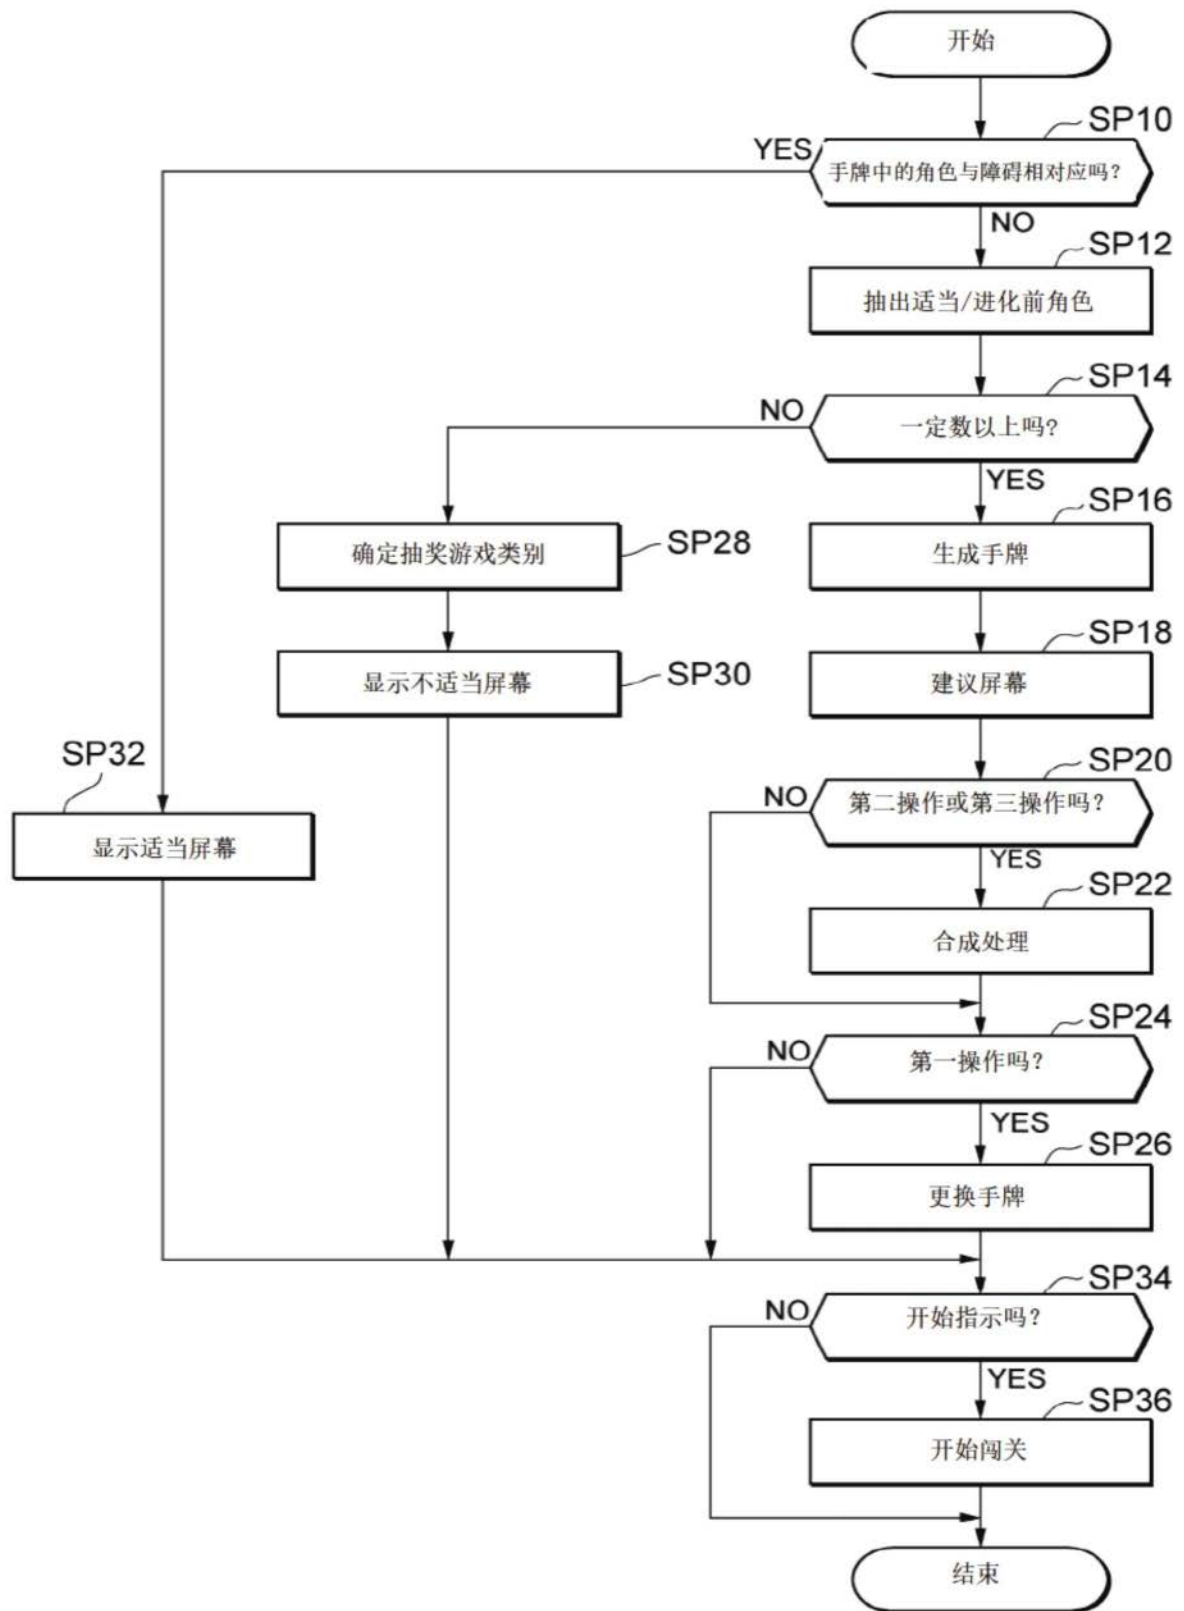 开始
SP10
YES
手牌中的角色与障碍相对应吗？
NO
SP12
抽出适当/进化前角色
SP14
NO
一定数以上吗？
YES
SP16
确定抽奖游戏类别
SP28
生成手牌
SP18
显示不适当屏幕
SP30
建议屏幕
SP32
SP20
NO
第二操作或第三操作吗？
显示适当屏幕
YES
SP22
合成处理
SP24
NO
第一操作吗？
YES
SP26
更换手牌
SP34
NO
开始指示吗？
YES
SP36
开始闯关
结束